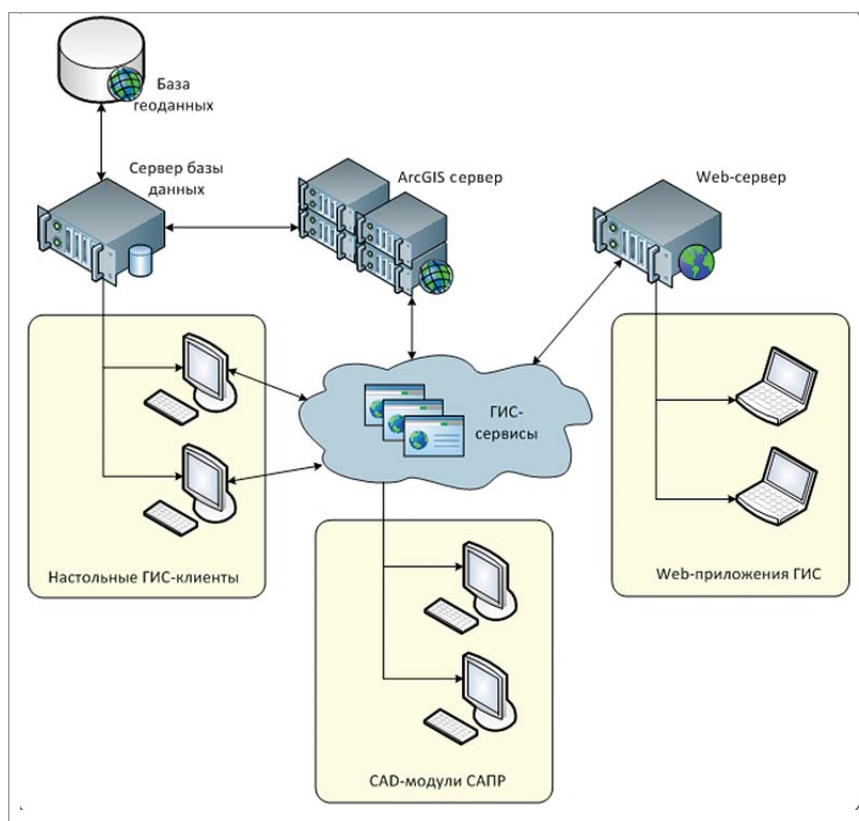 База
геоданных
Сервер базы
данных
ArcGIS сервер
Web-сервер
ГИС-
сервисы
Настольные ГИС-клиенты
Web-приложения ГИС
CAD-модули САПР